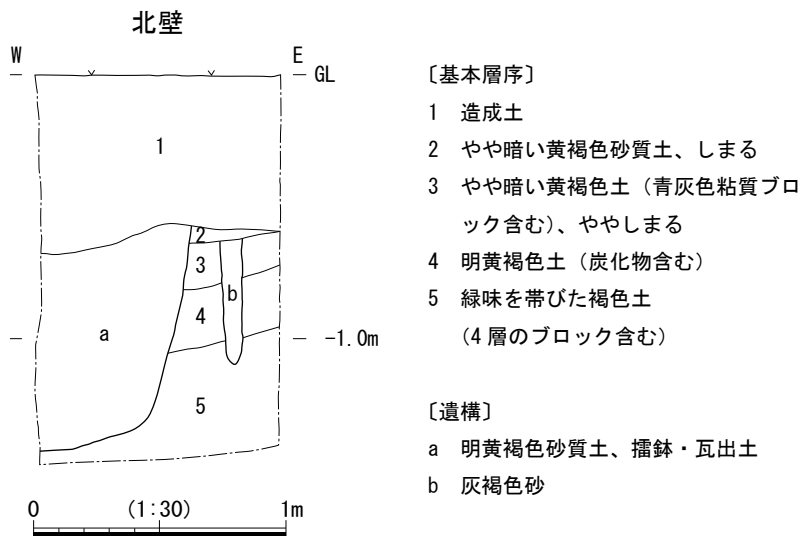 北壁
W
E
GL
1
2
3
b
4
a
-1.0m
5
0
(1:30)
1m
〔基本層序〕
1 造成土
2 やや暗い黄褐色砂質土、しまる
3 やや暗い黄褐色土（青灰色粘質ブロ
ック含む）、ややしまる
4 明黄褐色土（炭化物含む）
5 緑味を帯びた褐色土
（4層のブロック含む）
〔遺構〕
a 明黄褐色砂質土、擂鉢・瓦出土
b 灰褐色砂